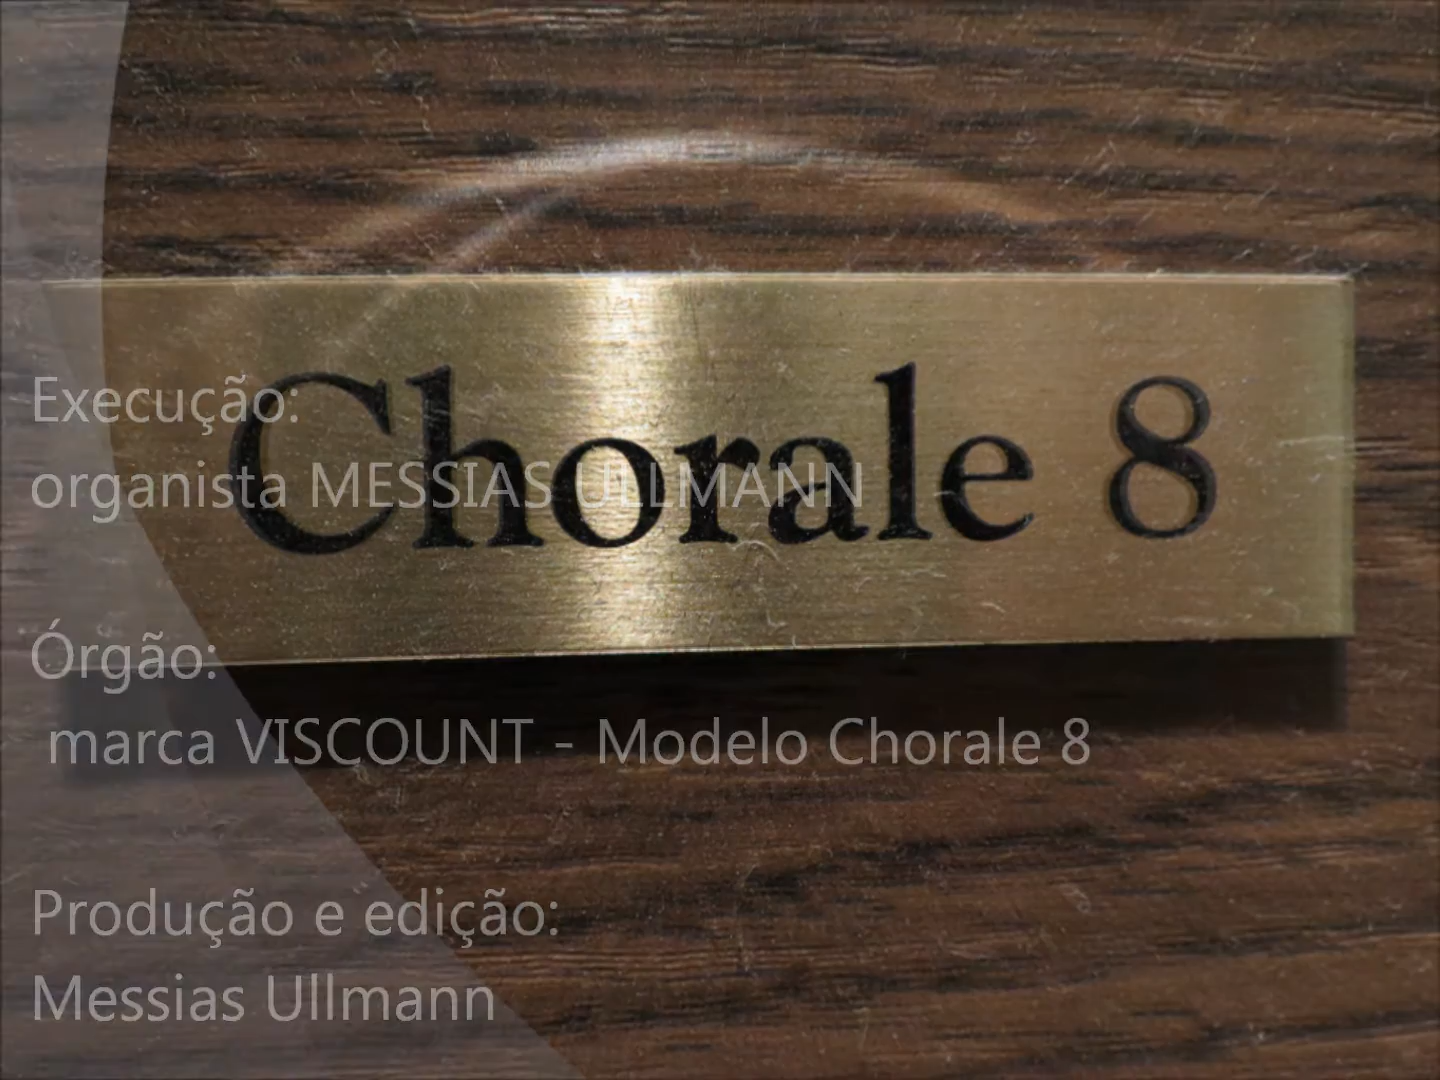 Chorale 8
Execução:
organista MESSIAS ULLMANN
Órgão:
marca VISCOUNT - Modelo Chorale 8
Produção e edição:
Messias Ullmann